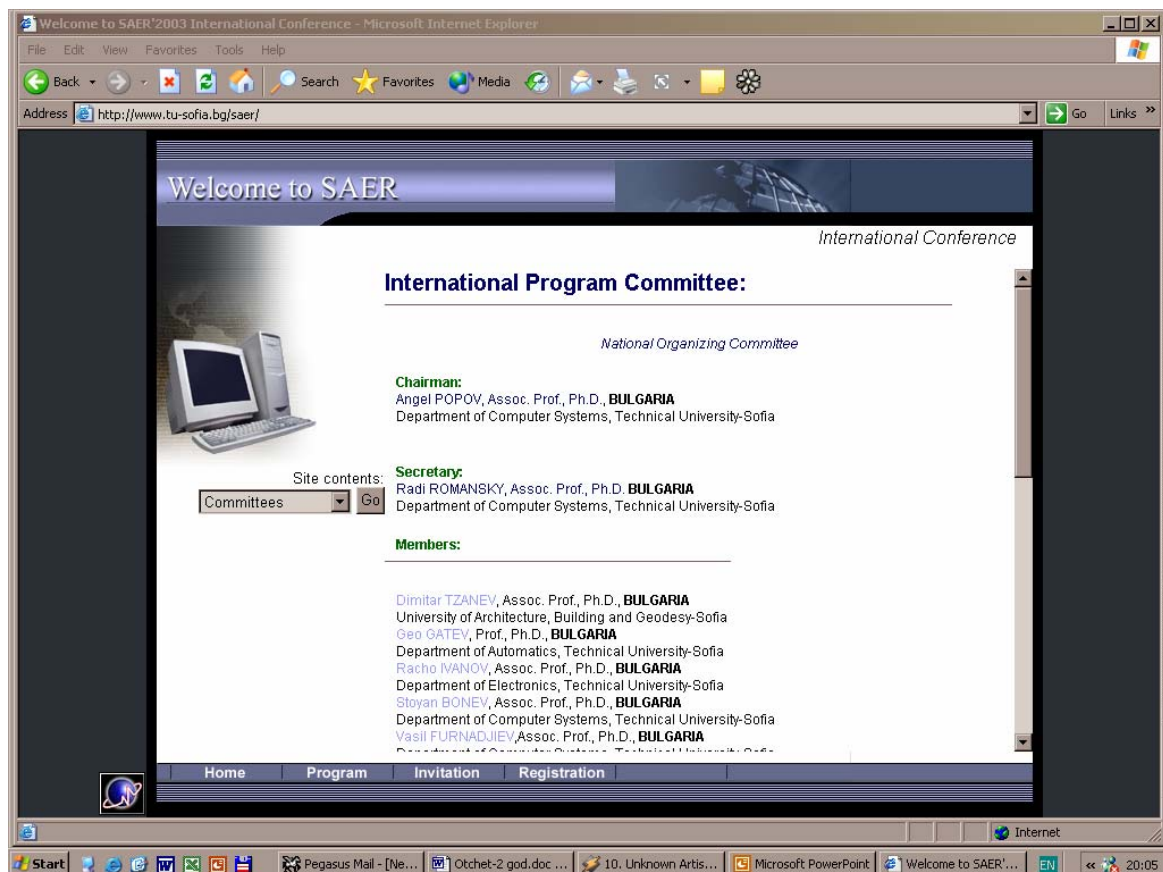 Welcome to SAER'2003 International Conference - Microsoft Internet Explorer
File Edit View Favorites Tools Help
Back Search Favorites Media
Address http://www.tu-sofia.bg/saer/ Go Links »
Welcome to SAER
International Conference
International Program Committee:
National Organizing Committee
Chairman:
Angel POPOV, Assoc. Prof., Ph.D., BULGARIA
Department of Computer Systems, Technical University-Sofia
Site contents:
Committees Go
Secretary:
Radi ROMANSKY, Assoc. Prof., Ph.D. BULGARIA
Department of Computer Systems, Technical University-Sofia
Members:
Dimitar TZANEV, Assoc. Prof., Ph.D., BULGARIA
University of Architecture, Building and Geodesy-Sofia
Geo GATEV, Prof., Ph.D., BULGARIA
Department of Automatics, Technical University-Sofia
Racho IVANOV, Assoc. Prof., Ph.D., BULGARIA
Department of Electronics, Technical University-Sofia
Stoyan BONEV, Assoc. Prof., Ph.D., BULGARIA
Department of Computer Systems, Technical University-Sofia
Vasil FURNADJIEV,Assoc. Prof., Ph.D., BULGARIA
Department of Computer Systems, Technical University-Sofia
Home Program Invitation Registration
Internet
Start Pegasus Mail - [Ne... Otchet-2 god.doc ... 10. Unknown Artis... Microsoft PowerPoint Welcome to SAER'... EN « 20:05